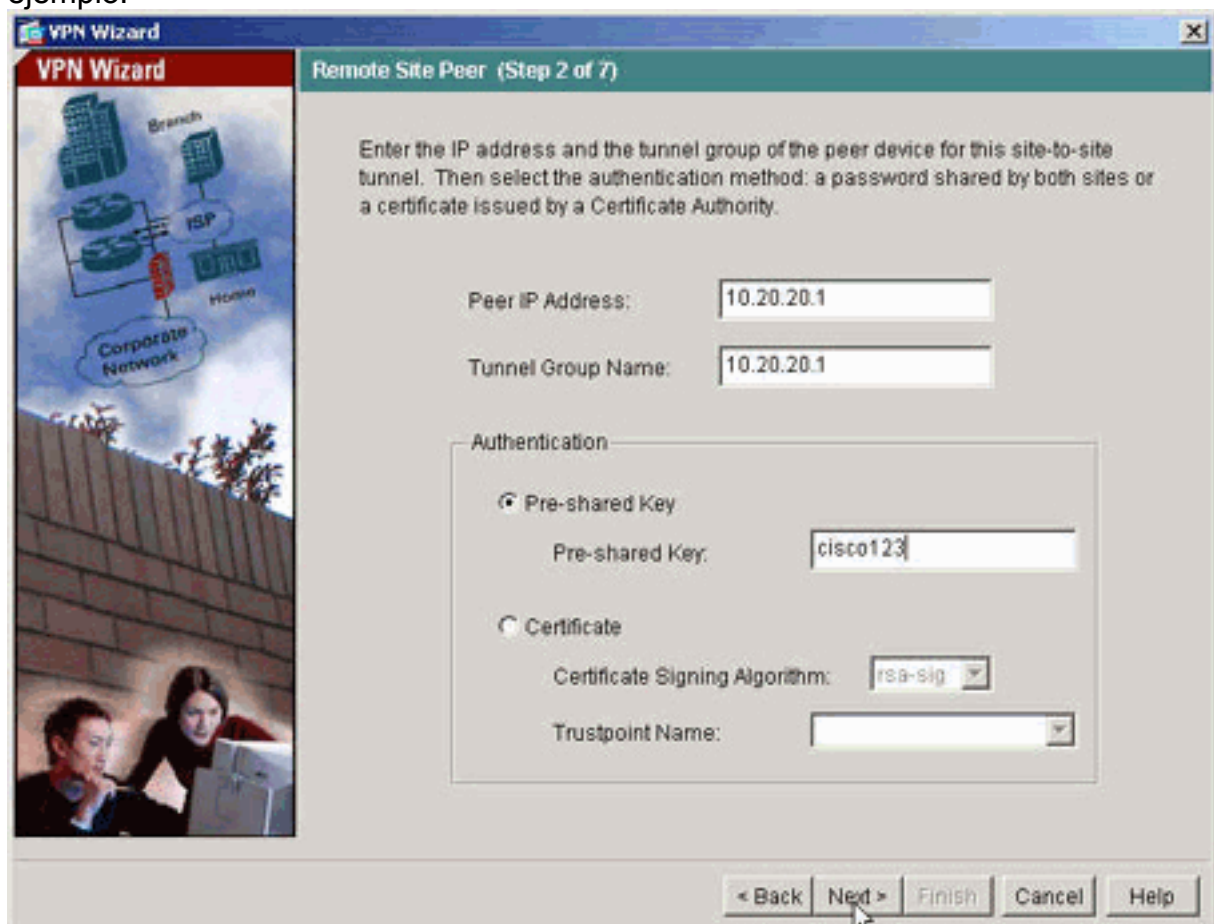 ejemplo:
VPN Wizard
VPN Wizard
Remote Site Peer (Step 2 of 7)
Branch
ISP
Home
Corporate
Network
Enter the IP address and the tunnel group of the peer device for this site-to-site
tunnel. Then select the authentication method: a password shared by both sites or
a certificate issued by a Certificate Authority.
Peer IP Address: 10.20.20.1
Tunnel Group Name: 10.20.20.1
Authentication
Pre-shared Key
Pre-shared Key: cisco123
Certificate
Certificate Signing Algorithm: rsa-sig
Trustpoint Name:
< Back Next > Finish Cancel Help